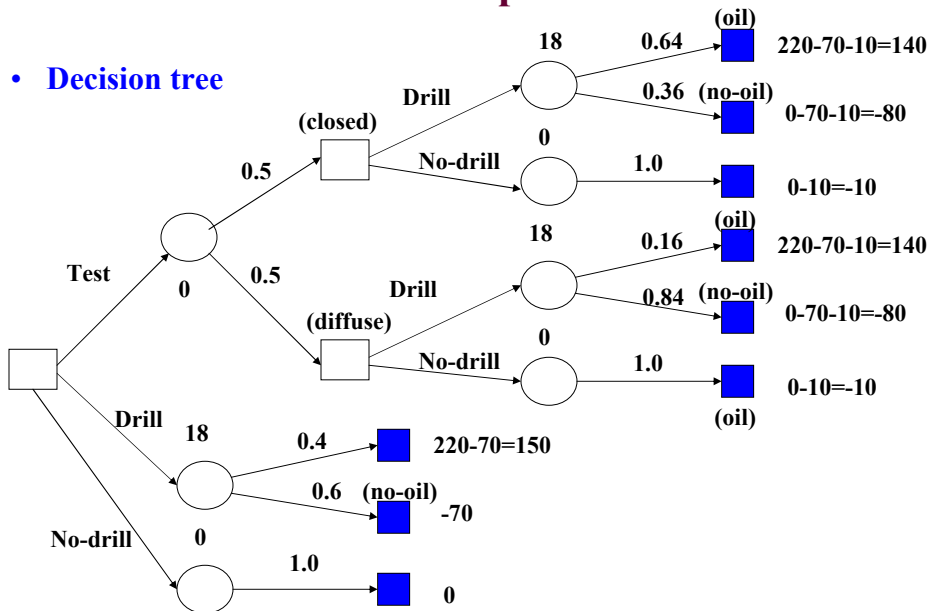 (oil)
18
0.64
220-70-10=140
• Decision tree
Drill
0.36
(no-oil)
0-70-10=-80
(closed)
0
0.5
No-drill
1.0
0-10=-10
(oil)
18
0.16
220-70-10=140
Test
0.5
0
Drill
0.84
(no-oil)
0-70-10=-80
(diffuse)
0
No-drill
1.0
0-10=-10
(oil)
Drill
18
0.4
220-70=150
0.6
(no-oil)
-70
No-drill
0
1.0
0